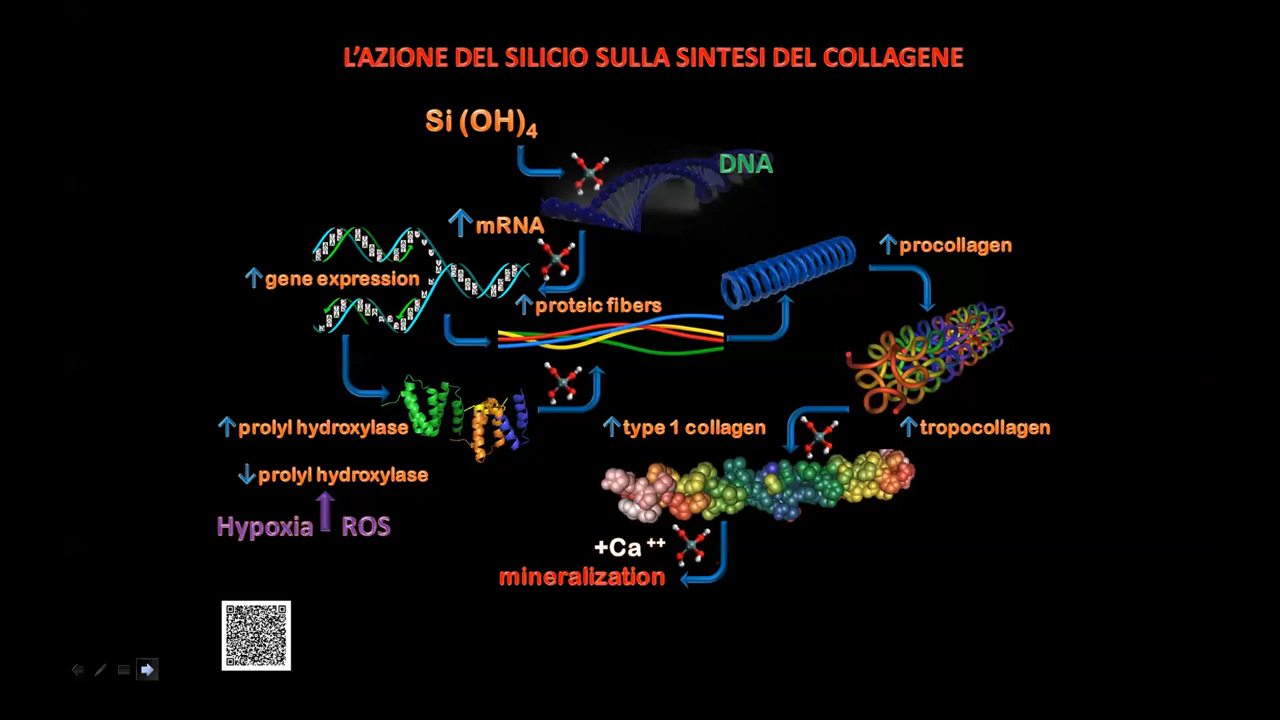 L'AZIONE DEL SILICIO SULLA SINTESI DEL COLLAGENE
Si (OH)₄
DNA
↑ mRNA
↑ procollagen
↑ gene expression
↑ proteic fibers
↑ prolyl hydroxylase
↑ type 1 collagen
↑ tropocollagen
↓ prolyl hydroxylase
Hypoxia ↑ ROS
+Ca ⁺⁺
mineralization